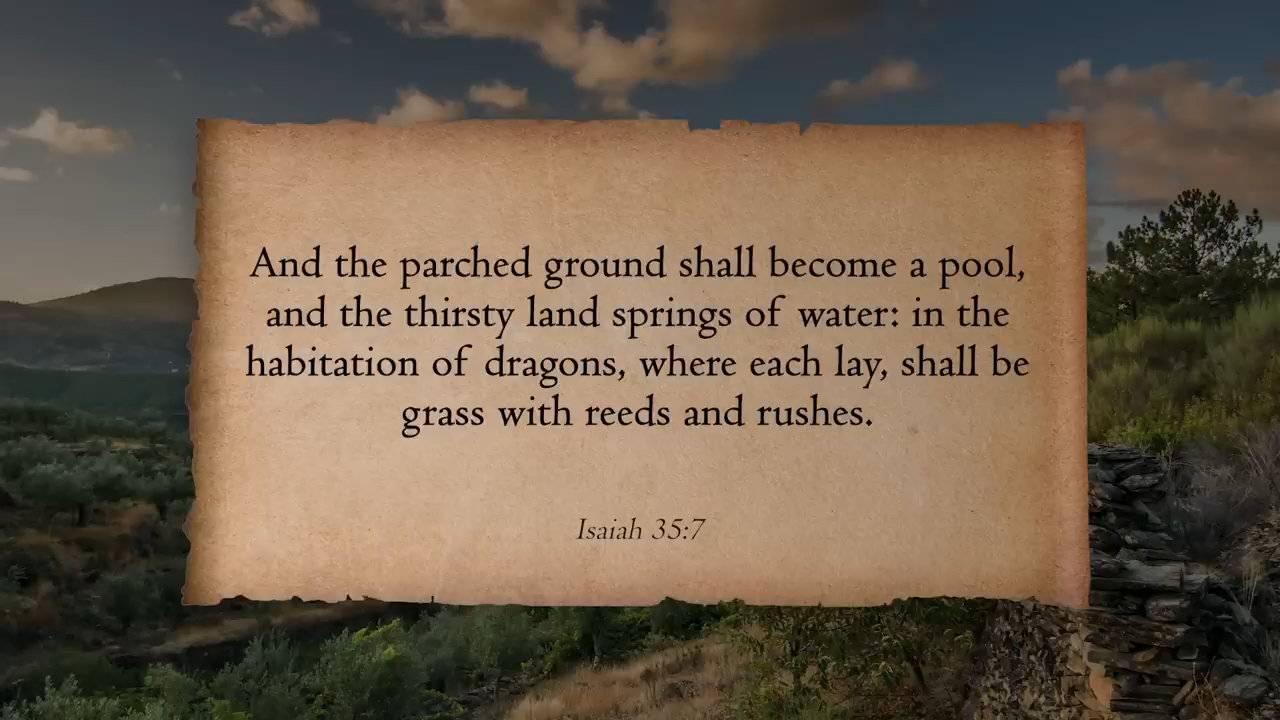 And the parched ground shall become a pool,
and the thirsty land springs of water: in the
habitation of dragons, where each lay, shall be
grass with reeds and rushes.
Isaiah 35:7